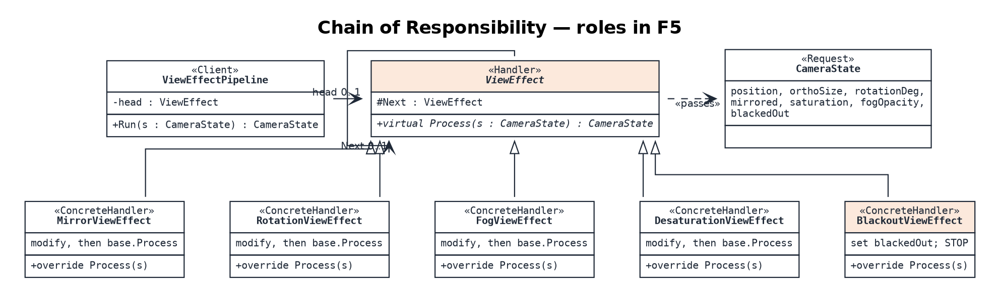 Chain of Responsibility — roles in F5
«Client»
ViewEffectPipeline
-head : ViewEffect
+Run(s : CameraState) : CameraState
head 0..1
«Handler»
ViewEffect
#Next : ViewEffect
+virtual Process(s : CameraState) : CameraState
Next 0..1
«passes»
«Request»
CameraState
position, orthoSize, rotationDeg,
mirrored, saturation, fogOpacity,
blackedOut
«ConcreteHandler»
MirrorViewEffect
modify, then base.Process
+override Process(s)
«ConcreteHandler»
RotationViewEffect
modify, then base.Process
+override Process(s)
«ConcreteHandler»
FogViewEffect
modify, then base.Process
+override Process(s)
«ConcreteHandler»
DesaturationViewEffect
modify, then base.Process
+override Process(s)
«ConcreteHandler»
BlackoutViewEffect
set blackedOut; STOP
+override Process(s)